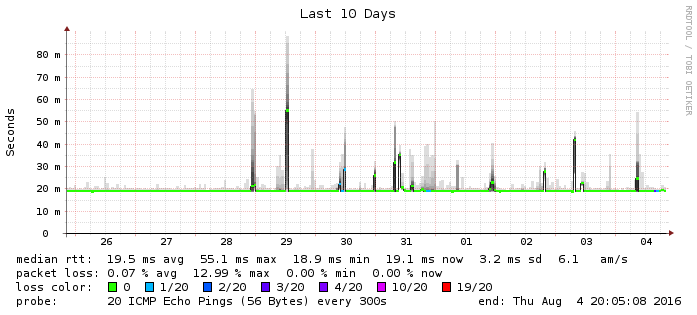 Last 10 Days
RRDTOOL / TOBI OETIKER
Seconds
80 m
70 m
60 m
50 m
40 m
30 m
20 m
10 m
0
26 27 28 29 30 31 01 02 03 04
median rtt: 19.5 ms avg 55.1 ms max 18.9 ms min 19.1 ms now 3.2 ms sd 6.1 am/s
packet loss: 0.07 % avg 12.99 % max 0.00 % min 0.00 % now
loss color: 0 1/20 2/20 3/20 4/20 10/20 19/20
probe: 20 ICMP Echo Pings (56 Bytes) every 300s end: Thu Aug 4 20:05:08 2016